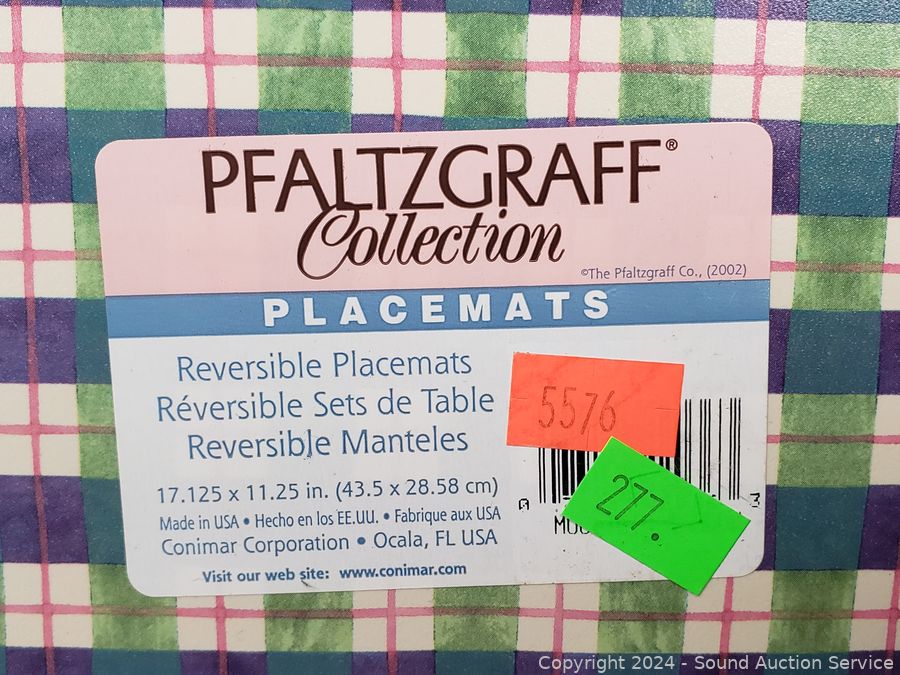 PFALTZGRAFF®
Collection
©The Pfaltzgraff Co., (2002)
PLACEMATS
Reversible Placemats
Réversible Sets de Table
Reversible Manteles
17.125 x 11.25 in. (43.5 x 28.58 cm)
Made in USA • Hecho en los EE.UU. • Fabrique aux USA
Conimar Corporation • Ocala, FL USA
Visit our web site: www.conimar.com
5576
277.
Copyright 2024 - Sound Auction Service